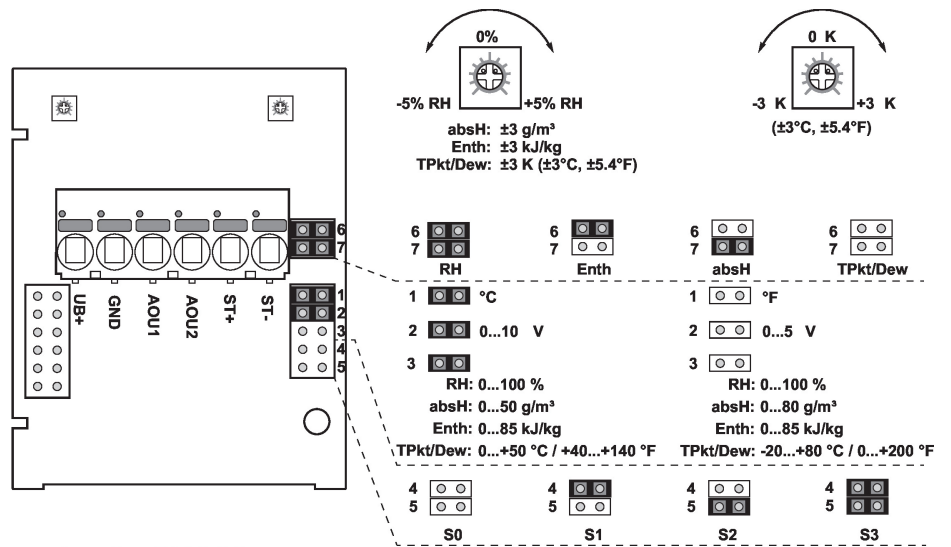 0%
-5% RH +5% RH
absH: ±3 g/m³
Enth: ±3 kJ/kg
TPkt/Dew: ±3 K (±3°C, ±5.4°F)
0 K
-3 K +3 K
(±3°C, ±5.4°F)
6
7
1
2
3
4
5
UB+
GND
AOU1
AOU2
ST+
ST-
6
7
RH
6
7
Enth
6
7
absH
6
7
TPkt/Dew
1 °C
2 0...10 V
3
RH: 0...100 %
absH: 0...50 g/m³
Enth: 0...85 kJ/kg
TPkt/Dew: 0...+50 °C / +40...+140 °F
1 °F
2 0...5 V
3
RH: 0...100 %
absH: 0...80 g/m³
Enth: 0...85 kJ/kg
TPkt/Dew: -20...+80 °C / 0...+200 °F
4
5
S0
4
5
S1
4
5
S2
4
5
S3